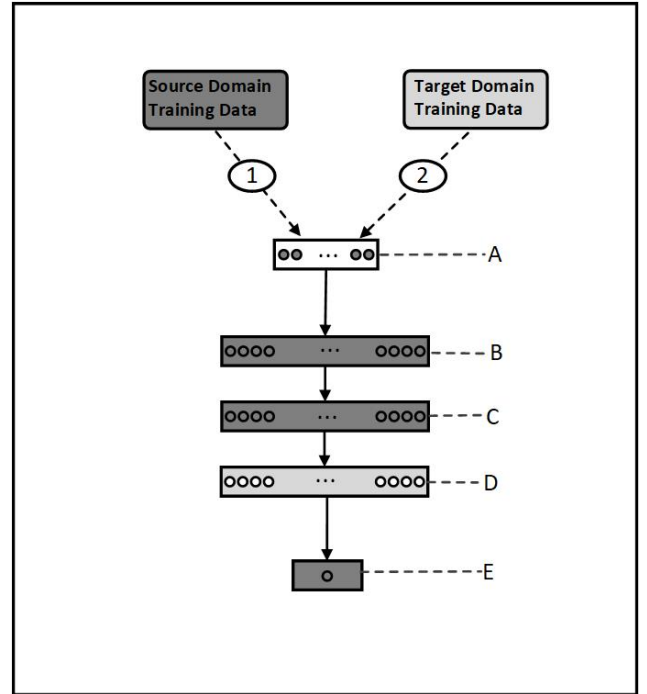 Source Domain
Training Data
Target Domain
Training Data
1
2
... A
... B
... C
... D
E